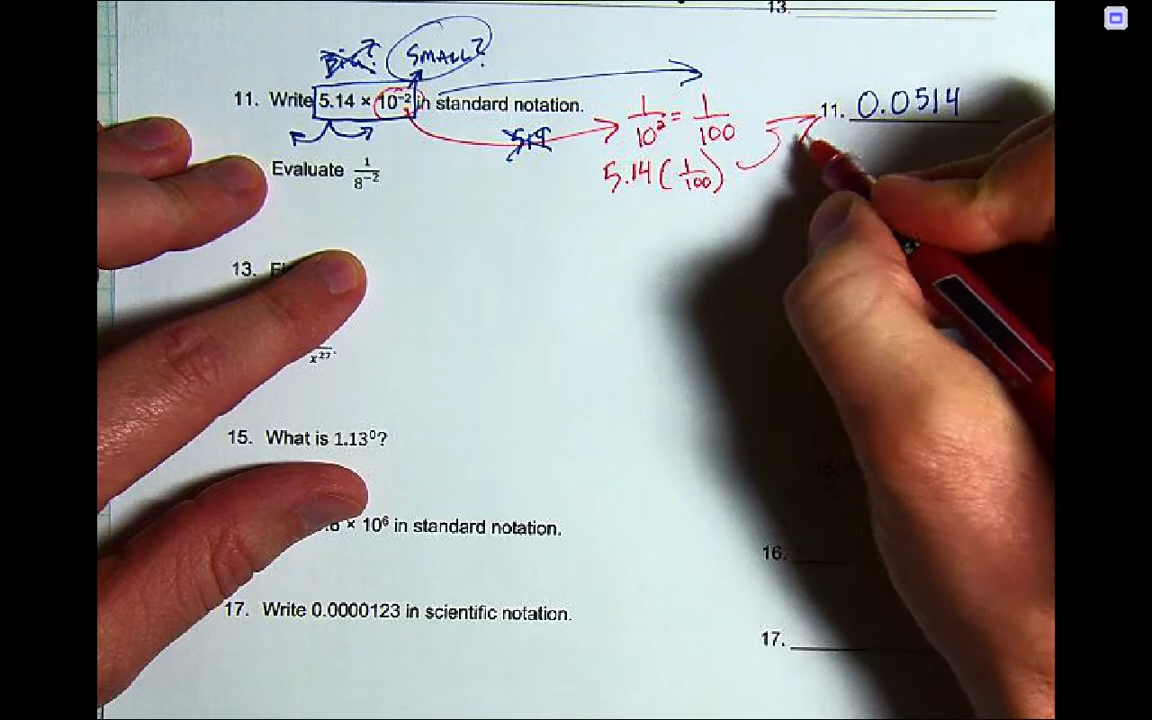 13.
Big? SMALL?
11. Write 5.14 × 10⁻² in standard notation.
1/10² = 1/100
11. 0.0514
5.14 (1/100)
Evaluate 1/8⁻²
13.
x²⁷.
15. What is 1.13⁰?
× 10⁶ in standard notation.
16.
17. Write 0.0000123 in scientific notation.
17.